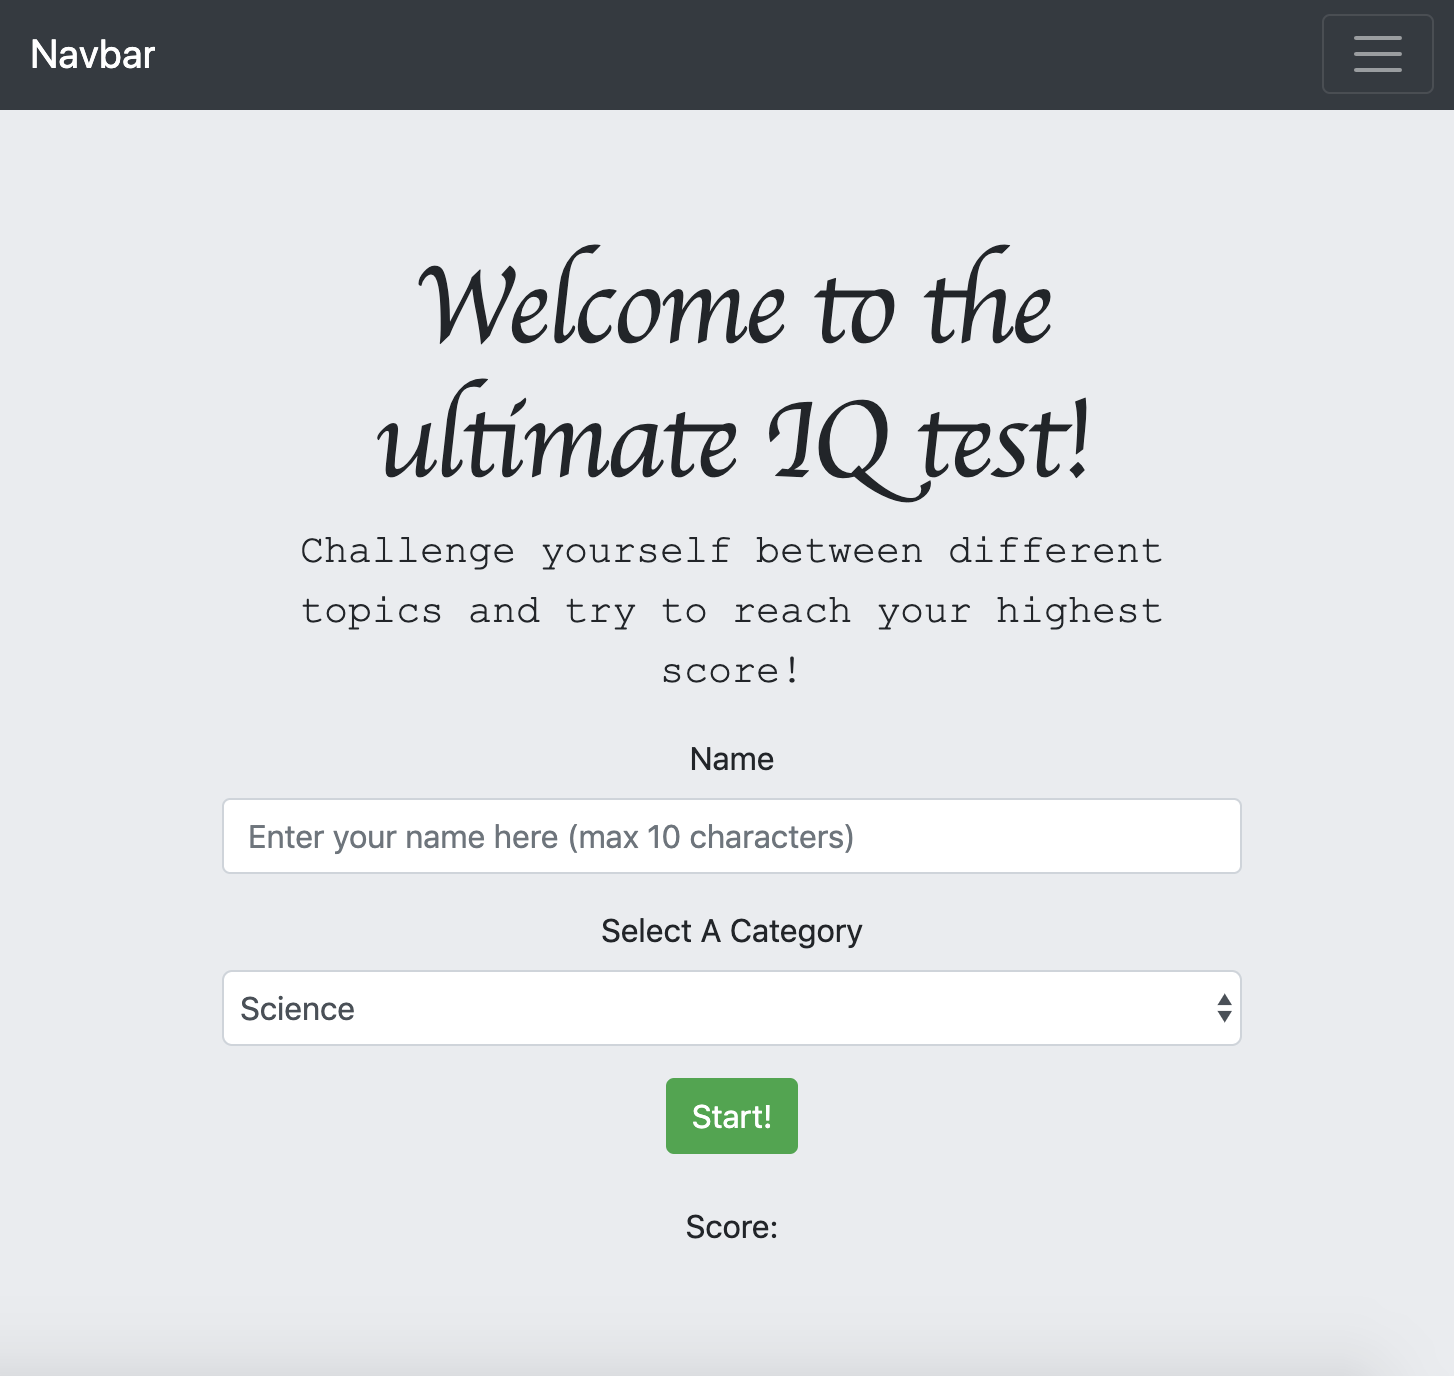 Navbar
Welcome to the
ultimate IQ test!
Challenge yourself between different
topics and try to reach your highest
score!
Name
Enter your name here (max 10 characters)
Select A Category
Science
Start!
Score: